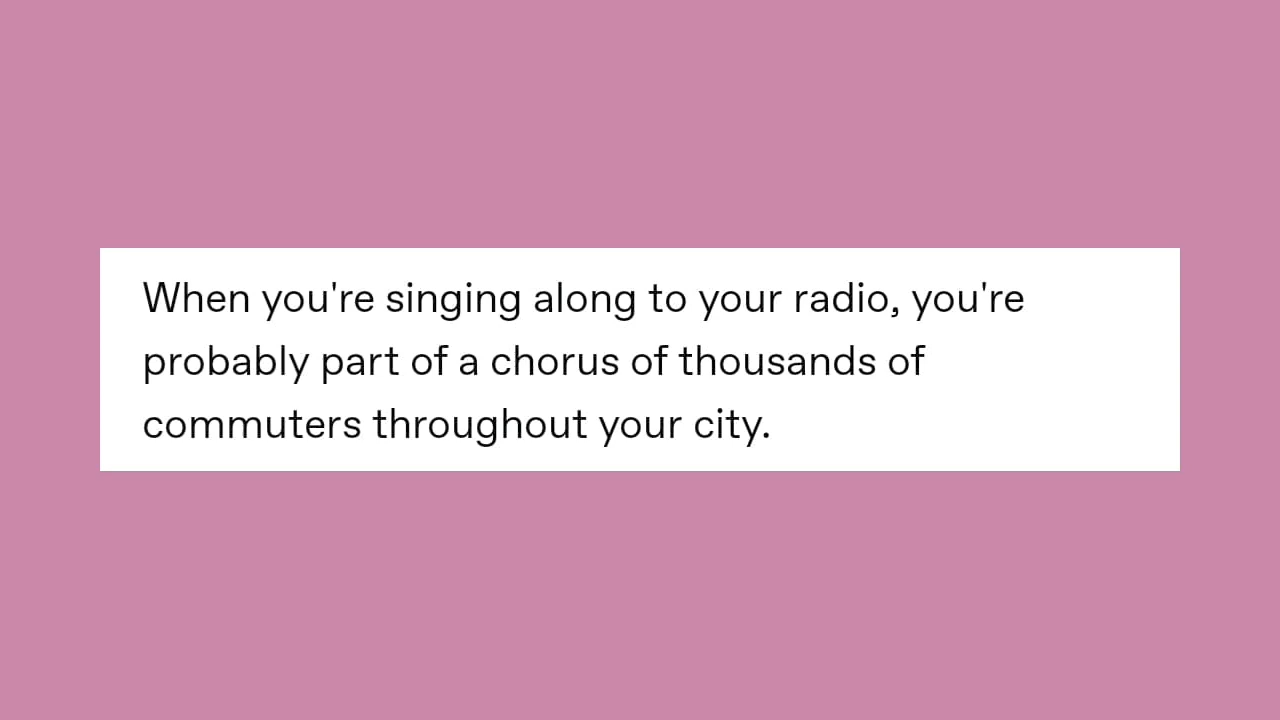 When you're singing along to your radio, you're
probably part of a chorus of thousands of
commuters throughout your city.